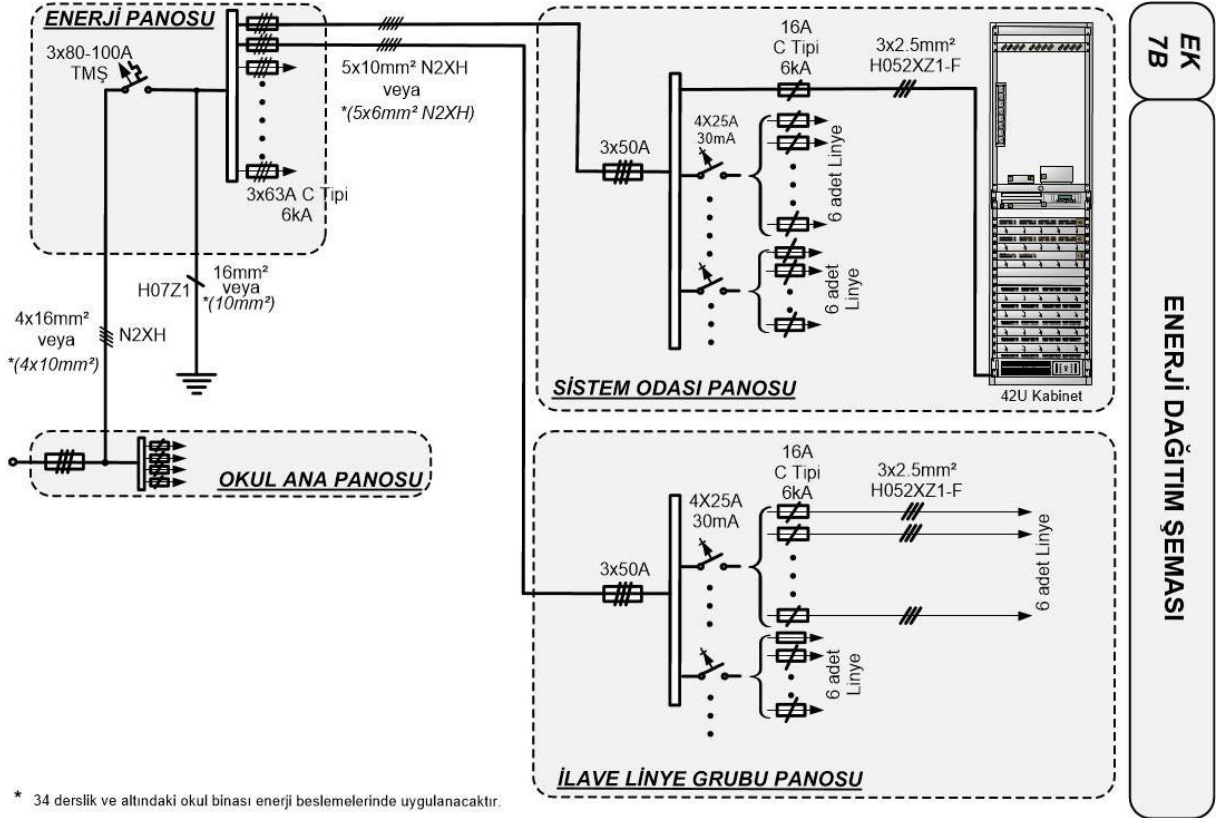 ENERJİ PANOSU
3x80-100A
TMŞ
5x10mm² N2XH
veya
*(5x6mm² N2XH)
3x63A C Tipi
6kA
H07Z1
16mm²
veya
*(10mm²)
4x16mm²
veya
*(4x10mm²)
N2XH
OKUL ANA PANOSU
16A
C Tipi
6kA
3x2.5mm²
H052XZ1-F
3x50A
4X25A
30mA
6 adet Linye
6 adet
Linye
42U Kabinet
SİSTEM ODASI PANOSU
16A
C Tipi
6kA
3x2.5mm²
H052XZ1-F
4X25A
30mA
3x50A
6 adet Linye
6 adet
Linye
İLAVE LİNYE GRUBU PANOSU
EK
7B
ENERJİ DAĞITIM ŞEMASI
* 34 derslik ve altındaki okul binası enerji beslemelerinde uygulanacaktır.